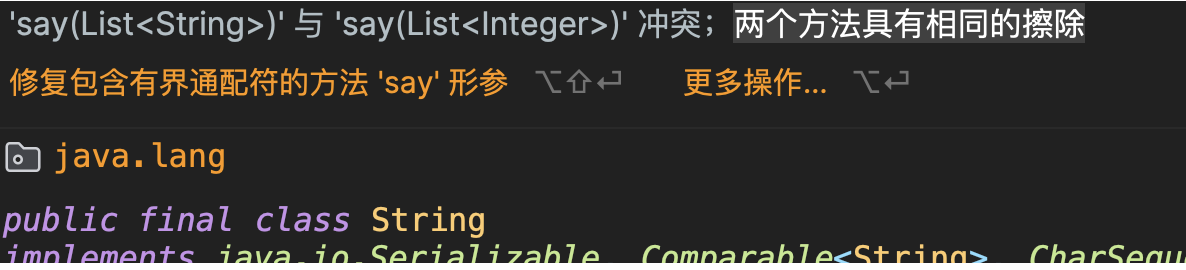 'say(List<String>)' 与 'say(List<Integer>)' 冲突；两个方法具有相同的擦除
修复包含有界通配符的方法 'say' 形参 ⌥⇧⏎ 更多操作... ⌥⏎
java.lang
public final class String
implements java.io.Serializable, Comparable<String>, CharSequ